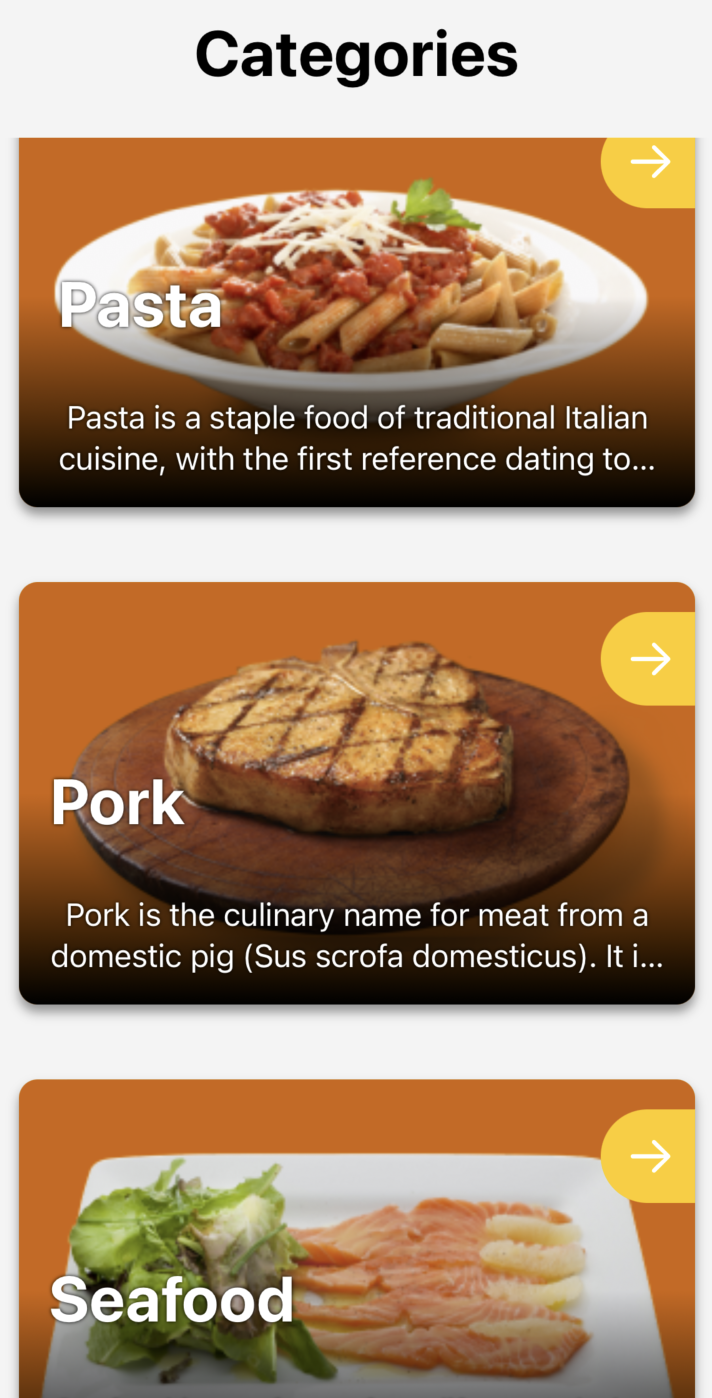 Categories
Pasta
Pasta is a staple food of traditional Italian
cuisine, with the first reference dating to...
Pork
Pork is the culinary name for meat from a
domestic pig (Sus scrofa domesticus). It i...
Seafood